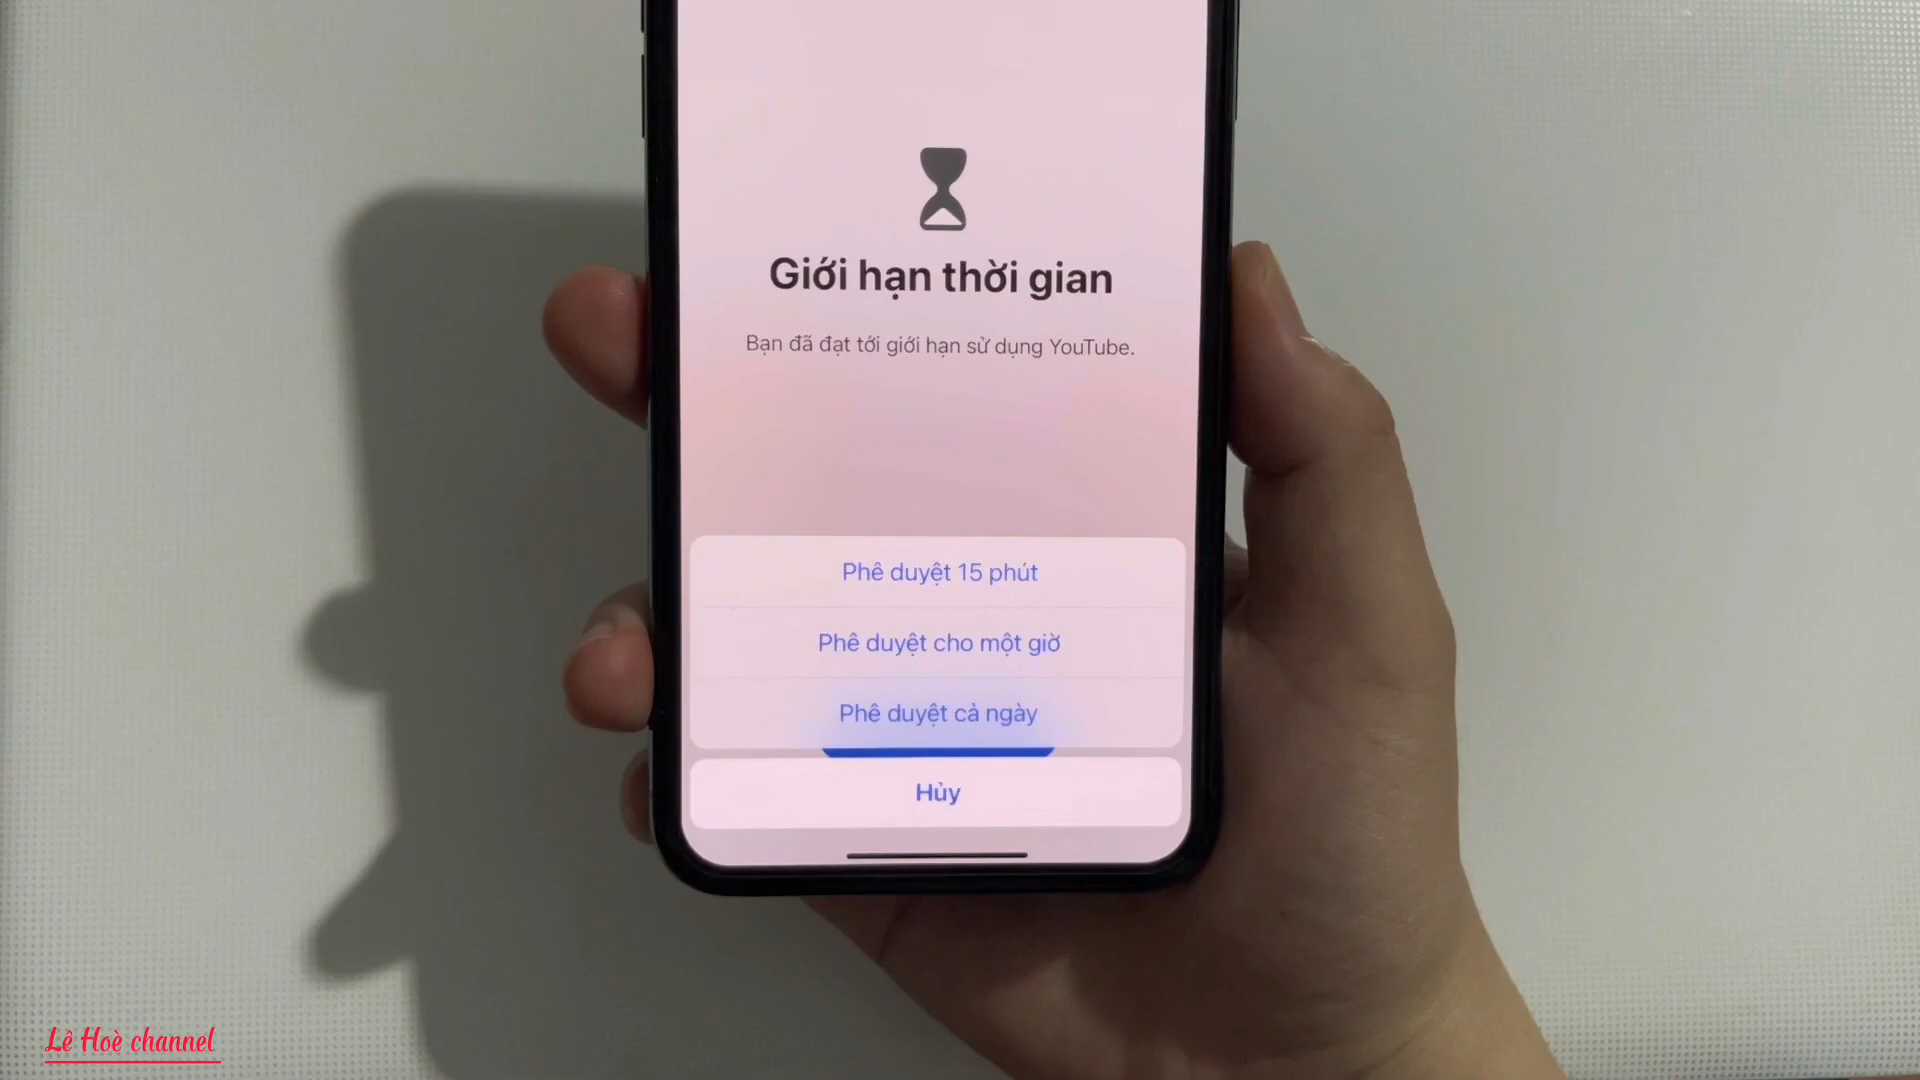 Giới hạn thời gian
Bạn đã đạt tới giới hạn sử dụng YouTube.
Phê duyệt 15 phút
Phê duyệt cho một giờ
Phê duyệt cả ngày
Hủy
Lê Hoè channel